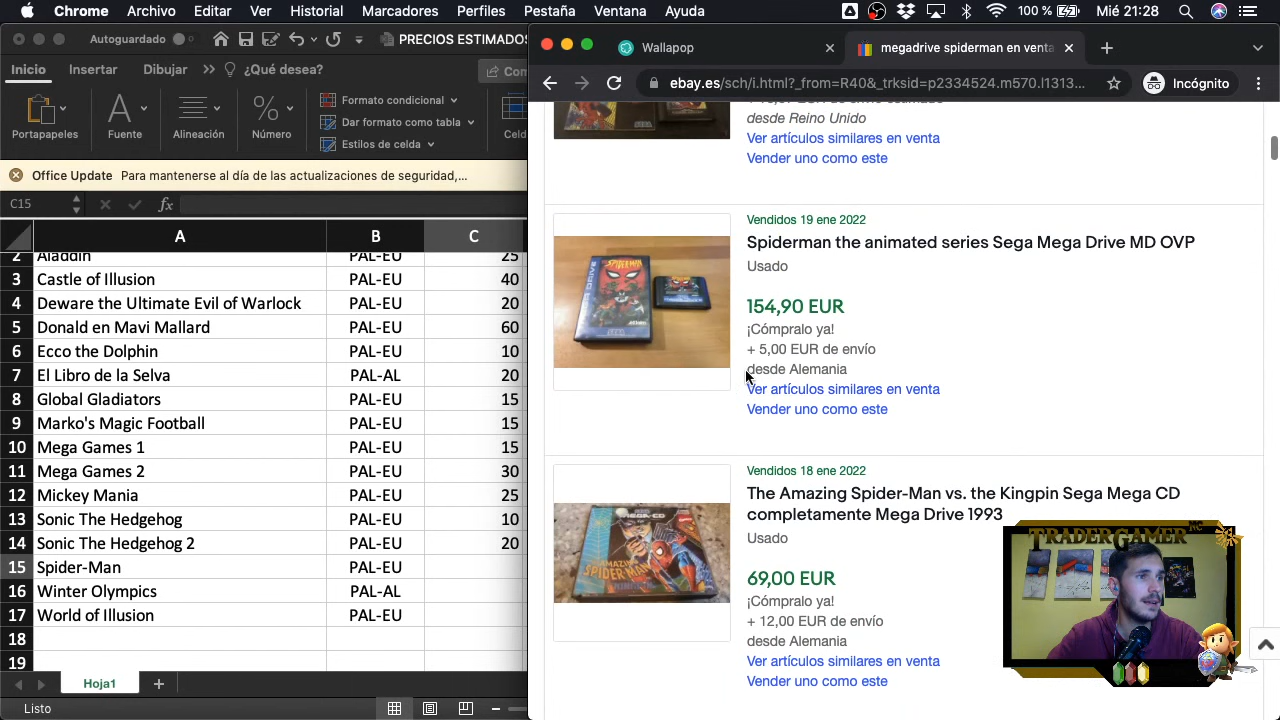 Chrome Archivo Editar Ver Historial Marcadores Perfiles Pestaña Ventana Ayuda 100 % Mié 21:28
Autoguardado PRECIOS ESTIMADOS
Inicio Insertar Dibujar ¿Qué desea?
Portapapeles Fuente Alineación Número
Formato condicional
Dar formato como tabla
Estilos de celda
Office Update Para mantenerse al día de las actualizaciones de seguridad,...
C15 fx
A B C
2 Aladdin PAL-EU 25
3 Castle of Illusion PAL-EU 40
4 Deware the Ultimate Evil of Warlock PAL-EU 20
5 Donald en Mavi Mallard PAL-EU 60
6 Ecco the Dolphin PAL-EU 10
7 El Libro de la Selva PAL-AL 20
8 Global Gladiators PAL-EU 15
9 Marko's Magic Football PAL-EU 15
10 Mega Games 1 PAL-EU 15
11 Mega Games 2 PAL-EU 30
12 Mickey Mania PAL-EU 25
13 Sonic The Hedgehog PAL-EU 10
14 Sonic The Hedgehog 2 PAL-EU 20
15 Spider-Man PAL-EU
16 Winter Olympics PAL-AL
17 World of Illusion PAL-EU
18
19
Hoja1
Listo
Wallapop megadrive spiderman en venta
ebay.es/sch/i.html?_from=R40&_trksid=p2334524.m570.l1313... Incógnito
desde Reino Unido
Ver artículos similares en venta
Vender uno como este
Vendidos 19 ene 2022
Spiderman the animated series Sega Mega Drive MD OVP
Usado
154,90 EUR
¡Cómpralo ya!
+ 5,00 EUR de envío
desde Alemania
Ver artículos similares en venta
Vender uno como este
Vendidos 18 ene 2022
The Amazing Spider-Man vs. the Kingpin Sega Mega CD
completamente Mega Drive 1993
Usado
69,00 EUR
¡Cómpralo ya!
+ 12,00 EUR de envío
desde Alemania
Ver artículos similares en venta
Vender uno como este
TRADERGAMER